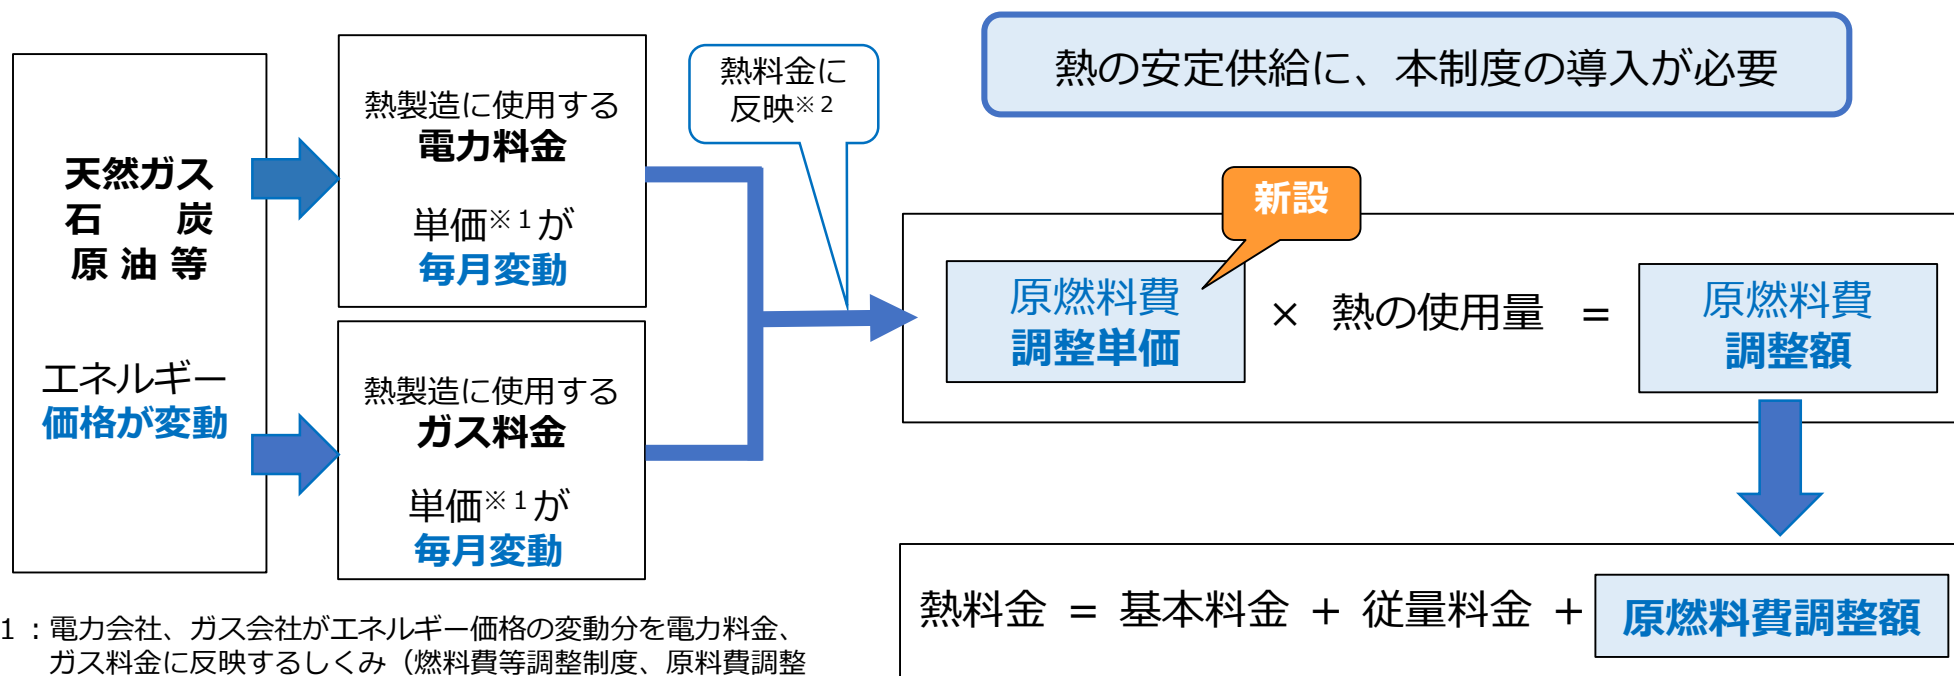 天然ガス
石　　炭
原 油 等
エネルギー
価格が変動
熱製造に使用する
電力料金
単価※１が
毎月変動
熱製造に使用する
ガス料金
単価※１が
毎月変動
熱料金に
反映※２
熱の安定供給に、本制度の導入が必要
新設
原燃料費
調整単価
× 熱の使用量 =
原燃料費
調整額
熱料金 = 基本料金 + 従量料金 + 原燃料費調整額
1：電力会社、ガス会社がエネルギー価格の変動分を電力料金、
ガス料金に反映するしくみ（燃料費等調整制度、原料費調整